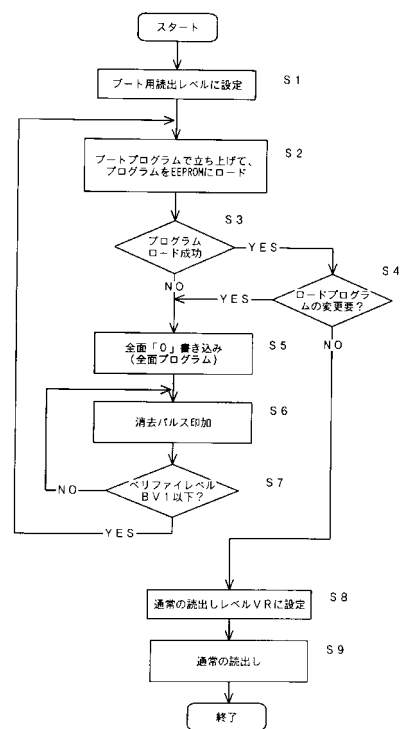 スタート
ブート用読出レベルに設定
S1
ブートプログラムで立ち上げて、
プログラムをEEPROMにロード
S2
プログラム
ロード成功
S3
YES
NO
ロードプログラ
ムの変更要?
S4
YES
NO
全面「0」書き込み
(全面プログラム)
S5
消去パルス印加
S6
ベリファイレベル
BV1以下?
S7
NO
YES
通常の読出しレベルVRに設定
S8
通常の読出し
S9
終了